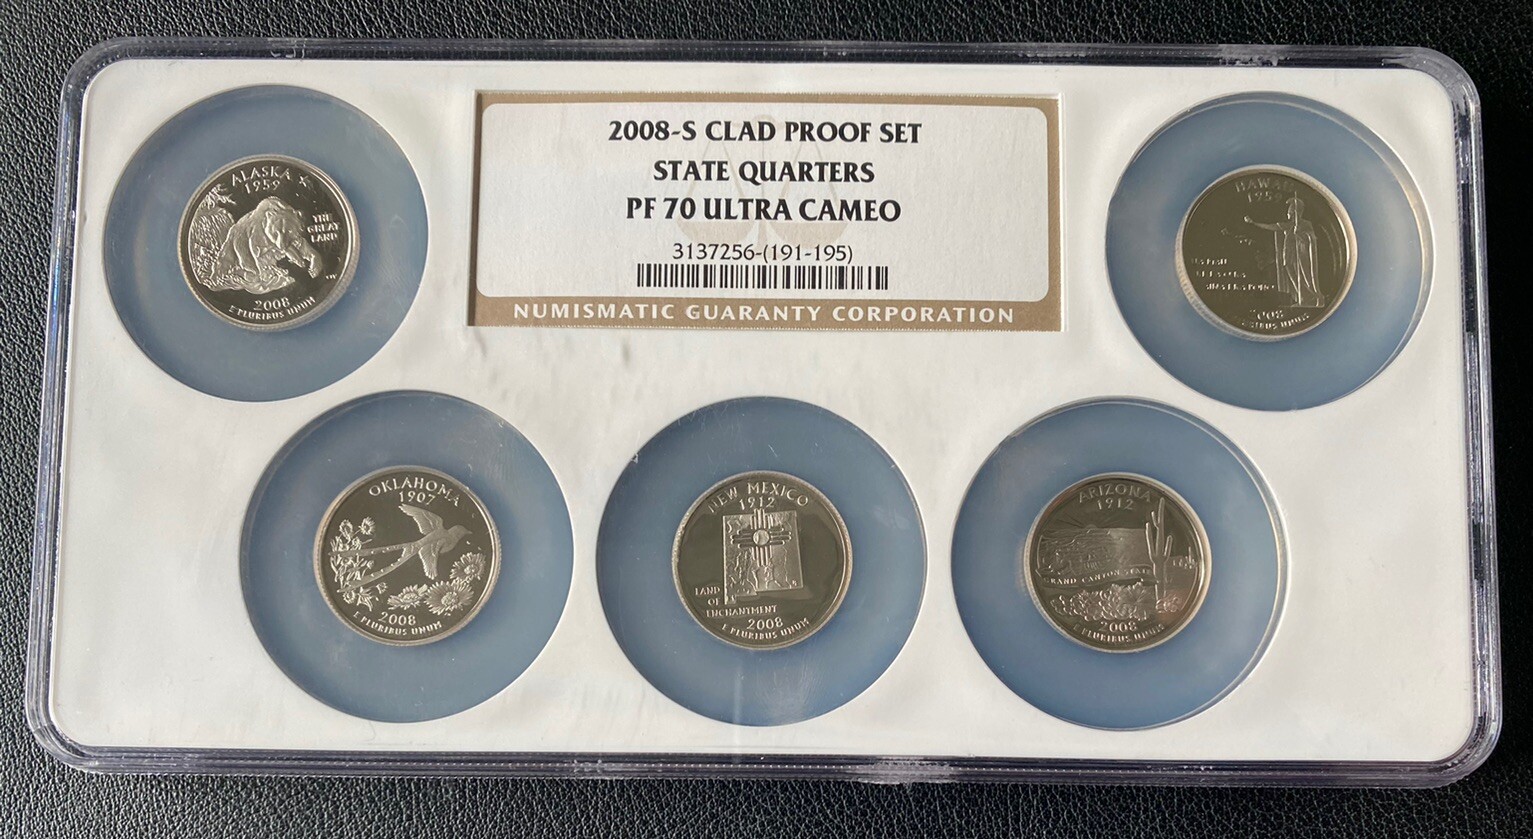 2008-S CLAD PROOF SET
STATE QUARTERS
PF 70 ULTRA CAMEO
3137256-(191-195)
NUMISMATIC GUARANTY CORPORATION
ALASKA
1959
THE
GREAT
LAND
2008
E PLURIBUS UNUM
HAWAII
1959
2008
E PLURIBUS UNUM
OKLAHOMA
1907
2008
E PLURIBUS UNUM
NEW MEXICO
1912
LAND
OF
ENCHANTMENT
2008
E PLURIBUS UNUM
ARIZONA
1912
GRAND CANYON STATE
2008
E PLURIBUS UNUM